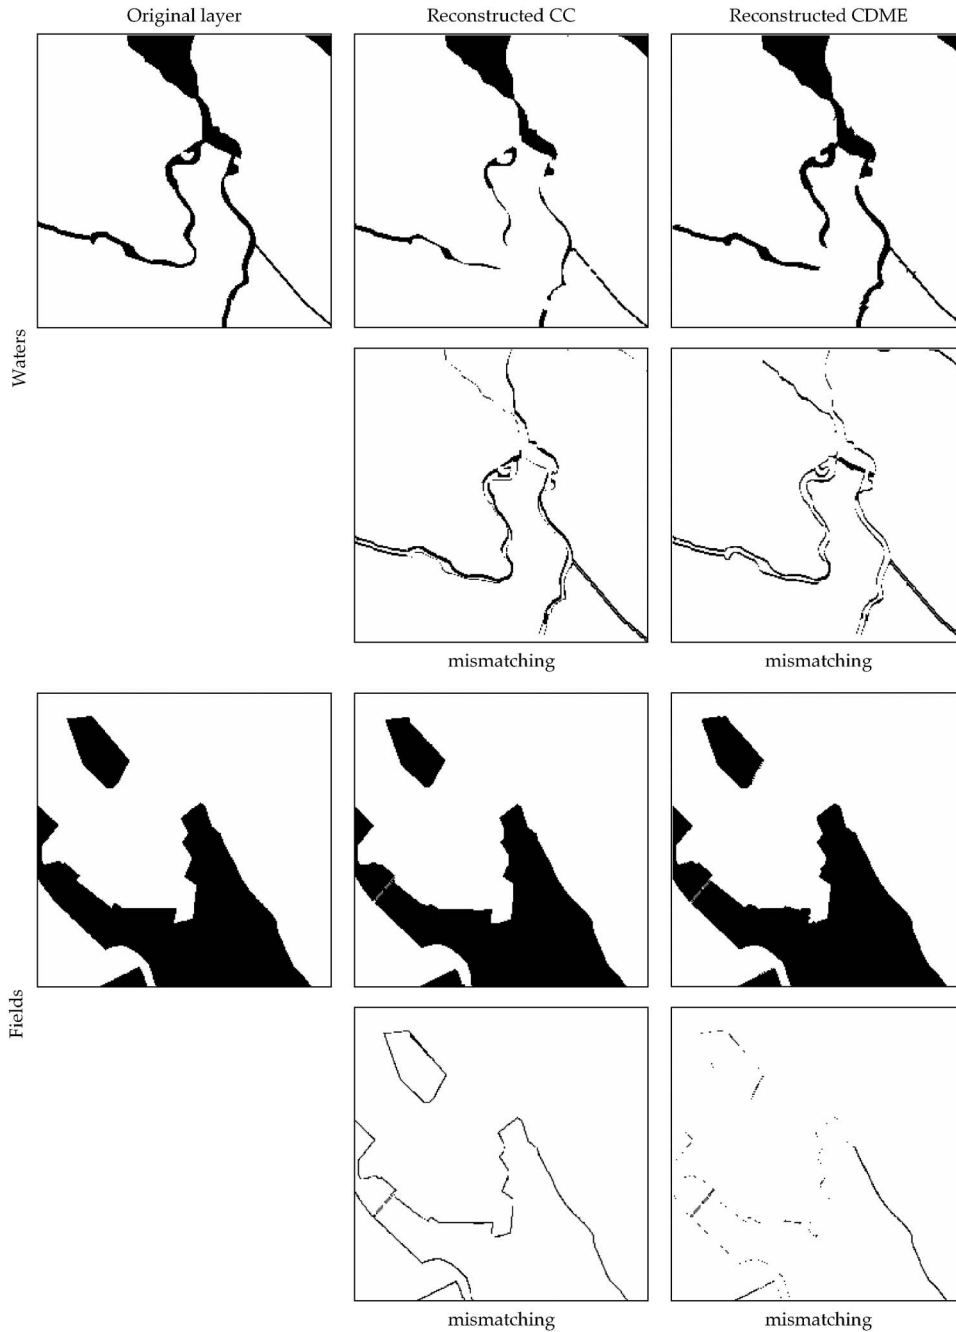 Original layer
Reconstructed CC
Reconstructed CDME
Waters
mismatching
mismatching
Fields
mismatching
mismatching